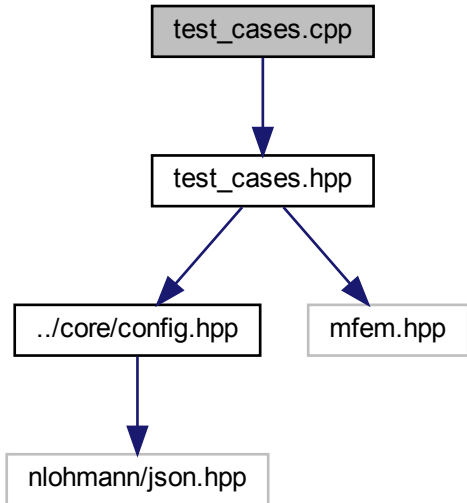 test_cases.cpp
test_cases.hpp
../core/config.hpp
mfem.hpp
nlohmann/json.hpp